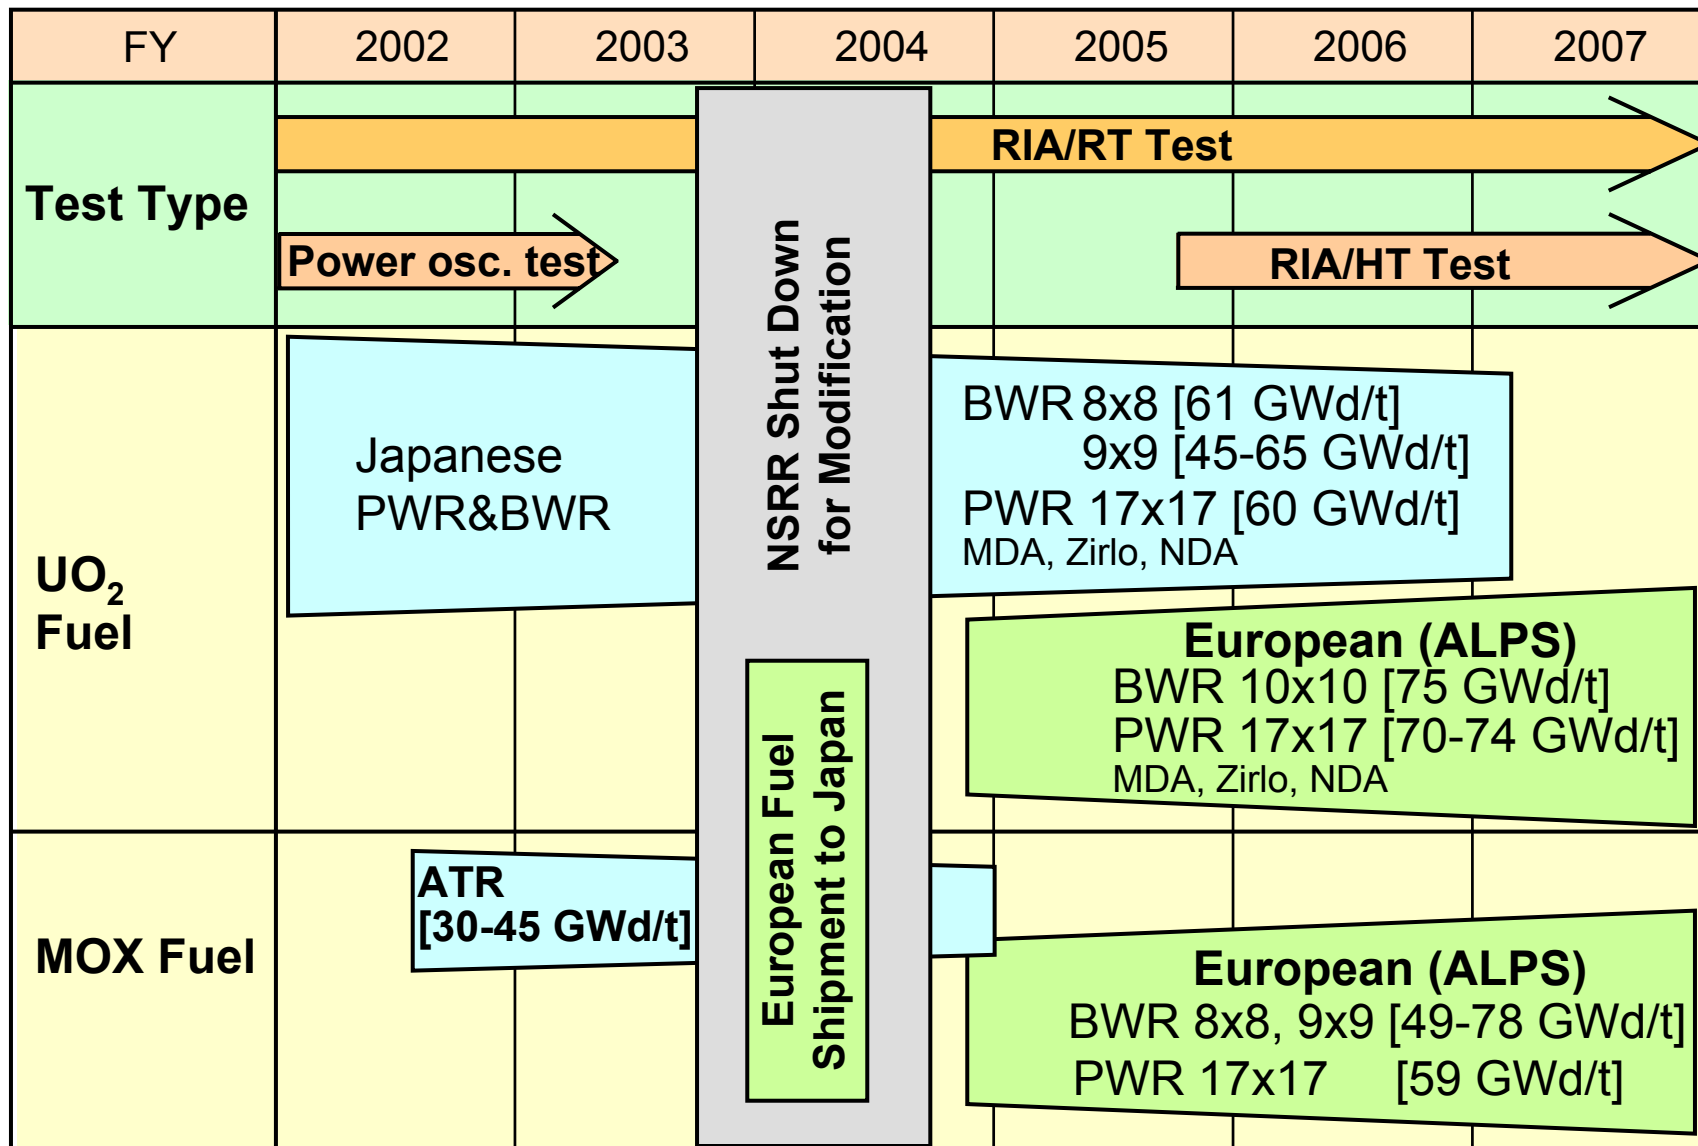 FY 2002 2003 2004 2005 2006 2007
Test Type
RIA/RT Test
Power osc. test
RIA/HT Test
NSRR Shut Down
for Modification
European Fuel
Shipment to Japan
UO₂
Fuel
Japanese
PWR&BWR
BWR 8x8 [61 GWd/t]
9x9 [45-65 GWd/t]
PWR 17x17 [60 GWd/t]
MDA, Zirlo, NDA
European (ALPS)
BWR 10x10 [75 GWd/t]
PWR 17x17 [70-74 GWd/t]
MDA, Zirlo, NDA
MOX Fuel
ATR
[30-45 GWd/t]
European (ALPS)
BWR 8x8, 9x9 [49-78 GWd/t]
PWR 17x17 [59 GWd/t]